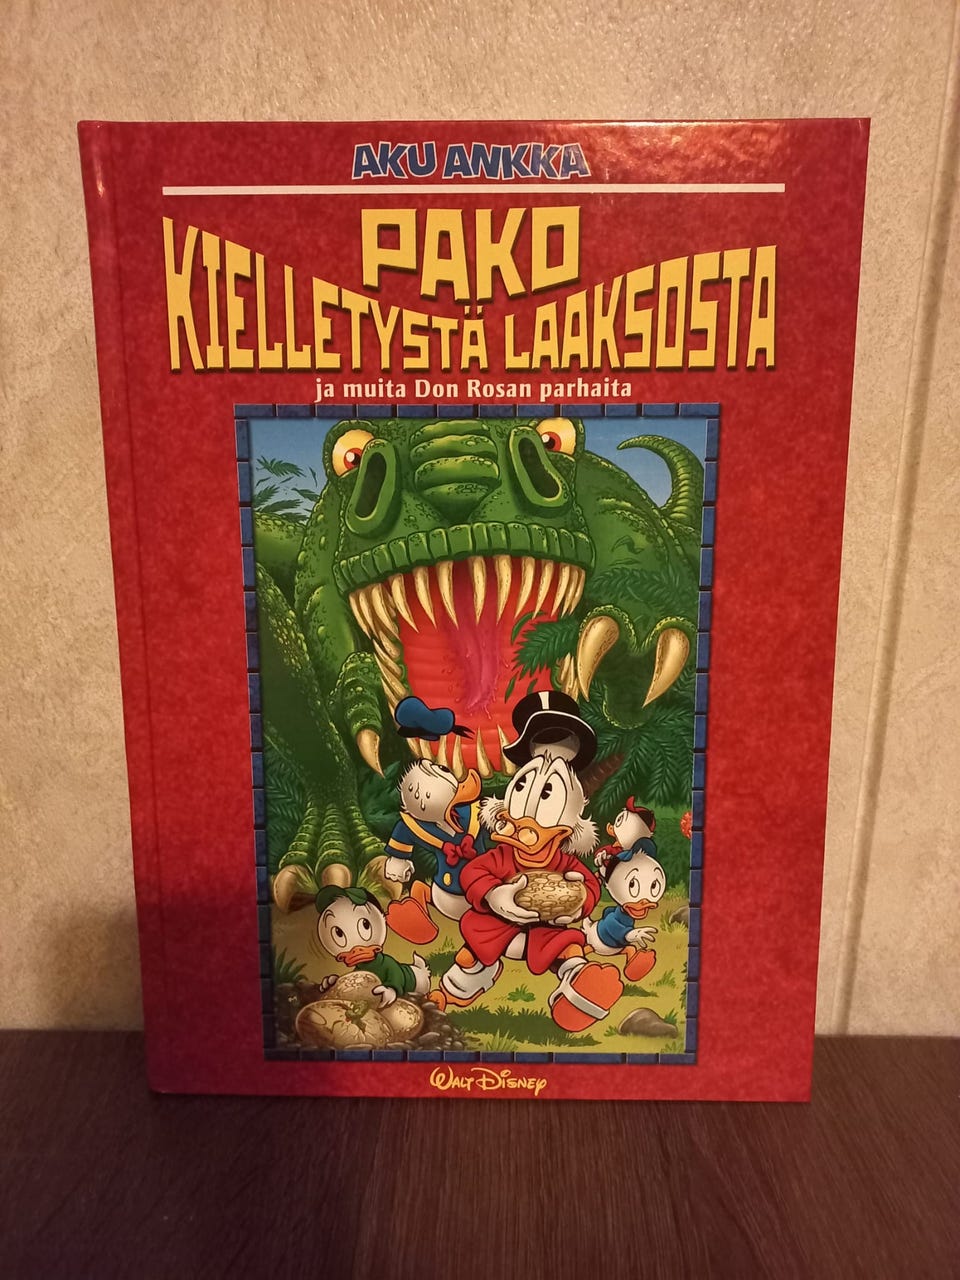 AKU ANKKA
PAKO
KIELLETYSTÄ LAAKSOSTA
ja muita Don Rosan parhaita
WALT DISNEY